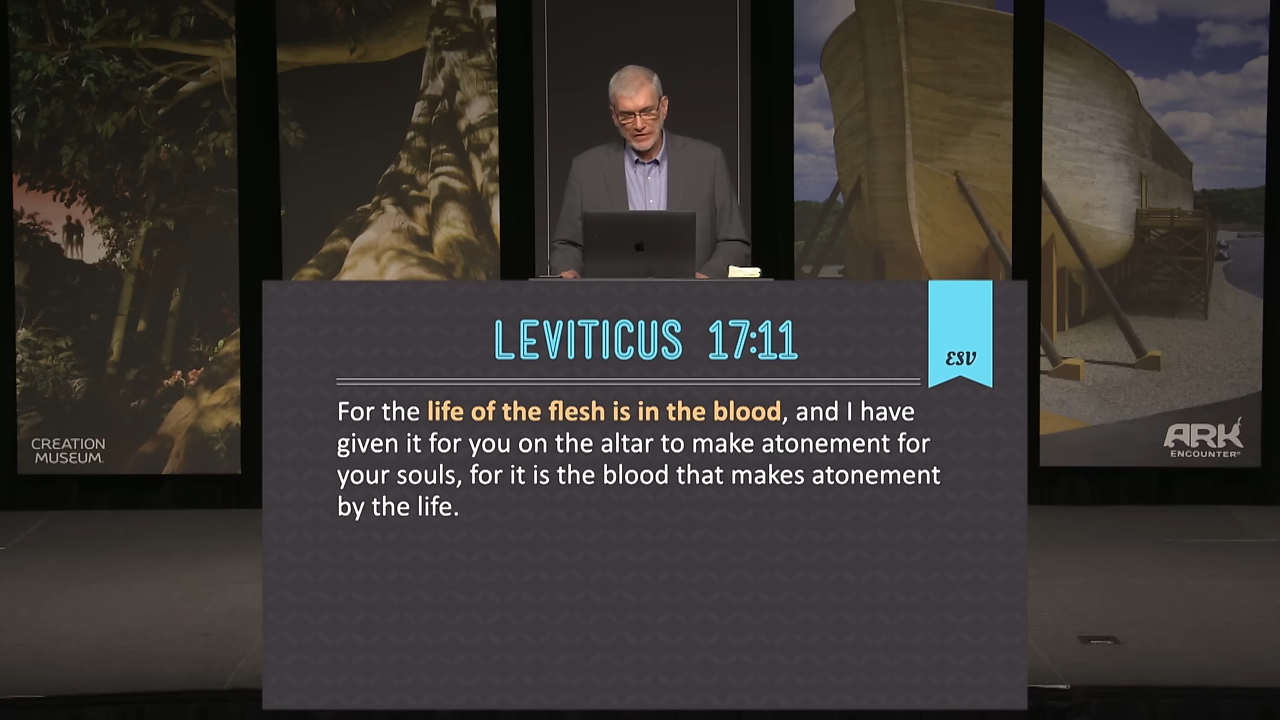 LEVITICUS 17:11
ESV
For the life of the flesh is in the blood, and I have
given it for you on the altar to make atonement for
your souls, for it is the blood that makes atonement
by the life.
CREATION
MUSEUM.
ARK
ENCOUNTER®